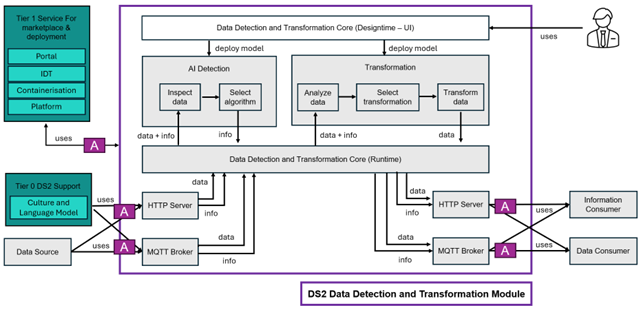 Tier 1 Service For
marketplace &
deployment
Portal
IDT
Containerisation
Platform
uses
A
Data Detection and Transformation Core (Designtime – UI)
uses
deploy model
deploy model
AI Detection
Inspect
data
Select
algorithm
Transformation
Analyze
data
Select
transformation
Transform
data
data + info
info
data + info
data
Data Detection and Transformation Core (Runtime)
Tier 0 DS2 Support
Culture and
Language Model
uses
A
Data Source
uses
A
HTTP Server
data
info
MQTT Broker
data
info
data
info
HTTP Server
data
info
MQTT Broker
A
uses
Information
Consumer
A
uses
Data Consumer
DS2 Data Detection and Transformation Module